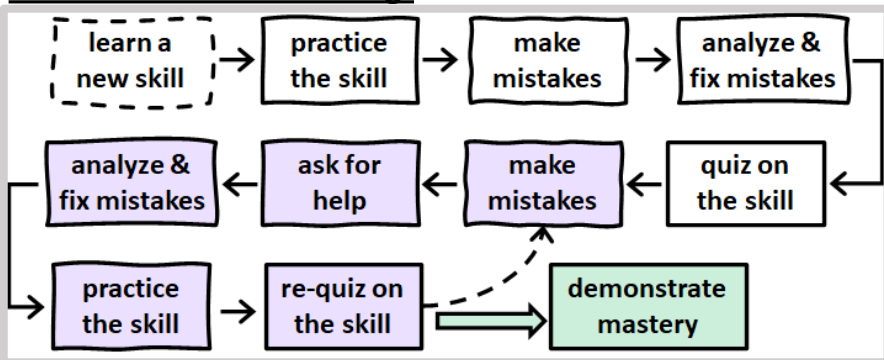 learn a
new skill
practice
the skill
make
mistakes
analyze &
fix mistakes
analyze &
fix mistakes
ask for
help
make
mistakes
quiz on
the skill
practice
the skill
re-quiz on
the skill
demonstrate
mastery